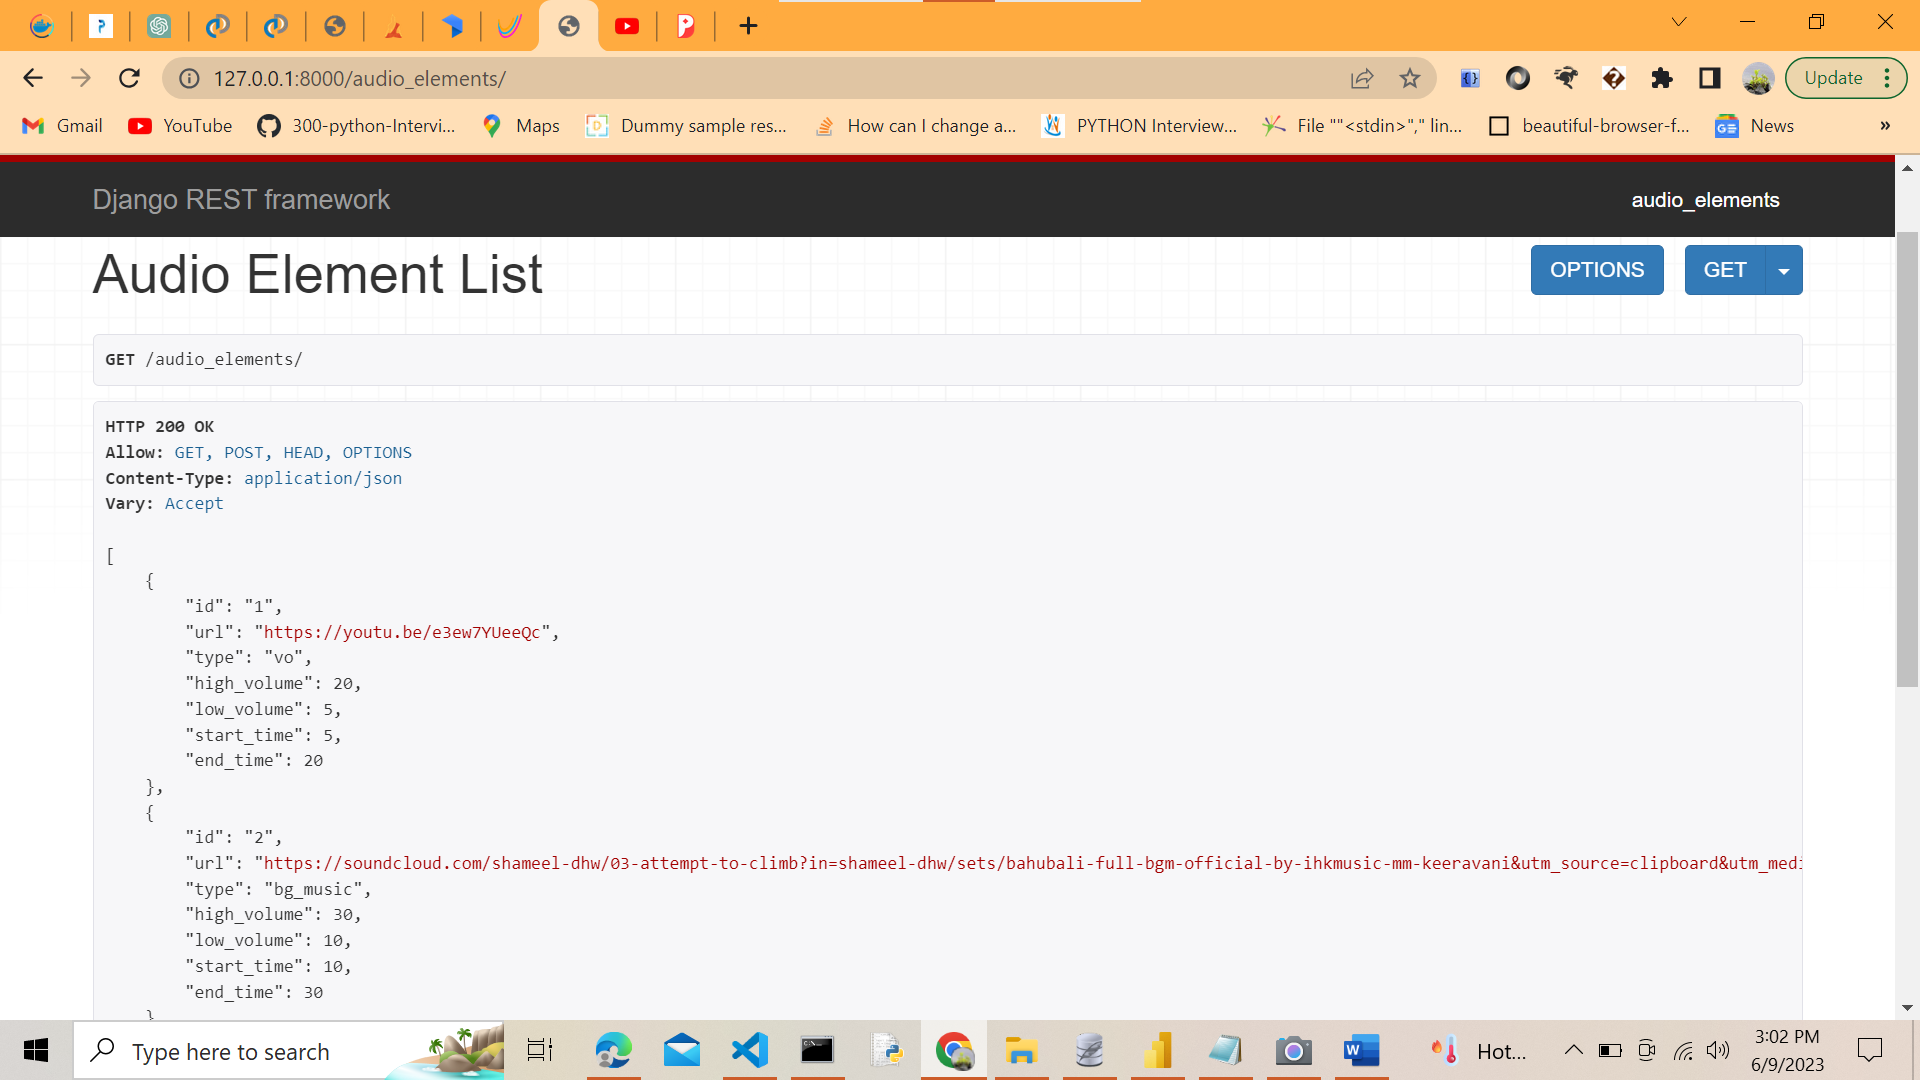 127.0.0.1:8000/audio_elements/
Update
Gmail
YouTube
300-python-Intervi...
Maps
Dummy sample res...
How can I change a...
PYTHON Interview...
File ""<stdin>"," lin...
beautiful-browser-f...
News
»
Django REST framework
audio_elements
Audio Element List
OPTIONS
GET
GET /audio_elements/
HTTP 200 OK
Allow: GET, POST, HEAD, OPTIONS
Content-Type: application/json
Vary: Accept
[
{
"id": "1",
"url": "https://youtu.be/e3ew7YUeeQc",
"type": "vo",
"high_volume": 20,
"low_volume": 5,
"start_time": 5,
"end_time": 20
},
{
"id": "2",
"url": "https://soundcloud.com/shameel-dhw/03-attempt-to-climb?in=shameel-dhw/sets/bahubali-full-bgm-official-by-ihkmusic-mm-keeravani&utm_source=clipboard&utm_medi
"type": "bg_music",
"high_volume": 30,
"low_volume": 10,
"start_time": 10,
"end_time": 30
}
Type here to search
Hot...
3:02 PM
6/9/2023